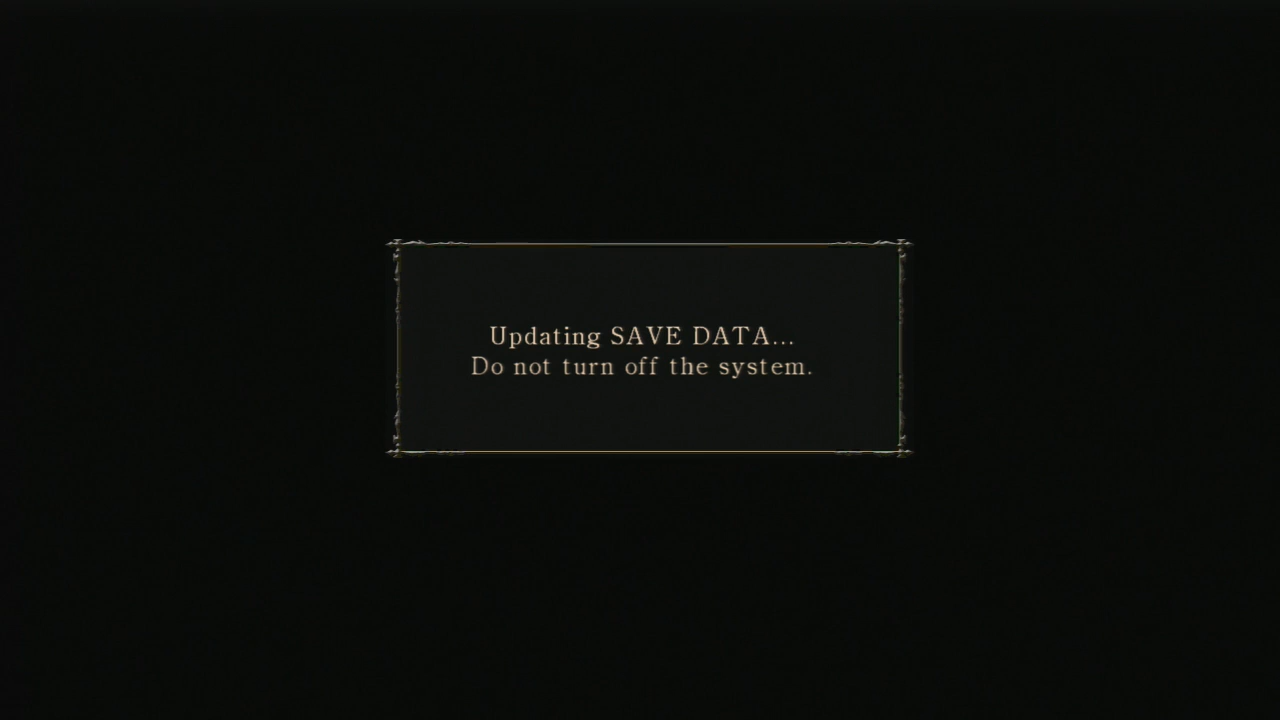 Updating SAVE DATA...
Do not turn off the system.